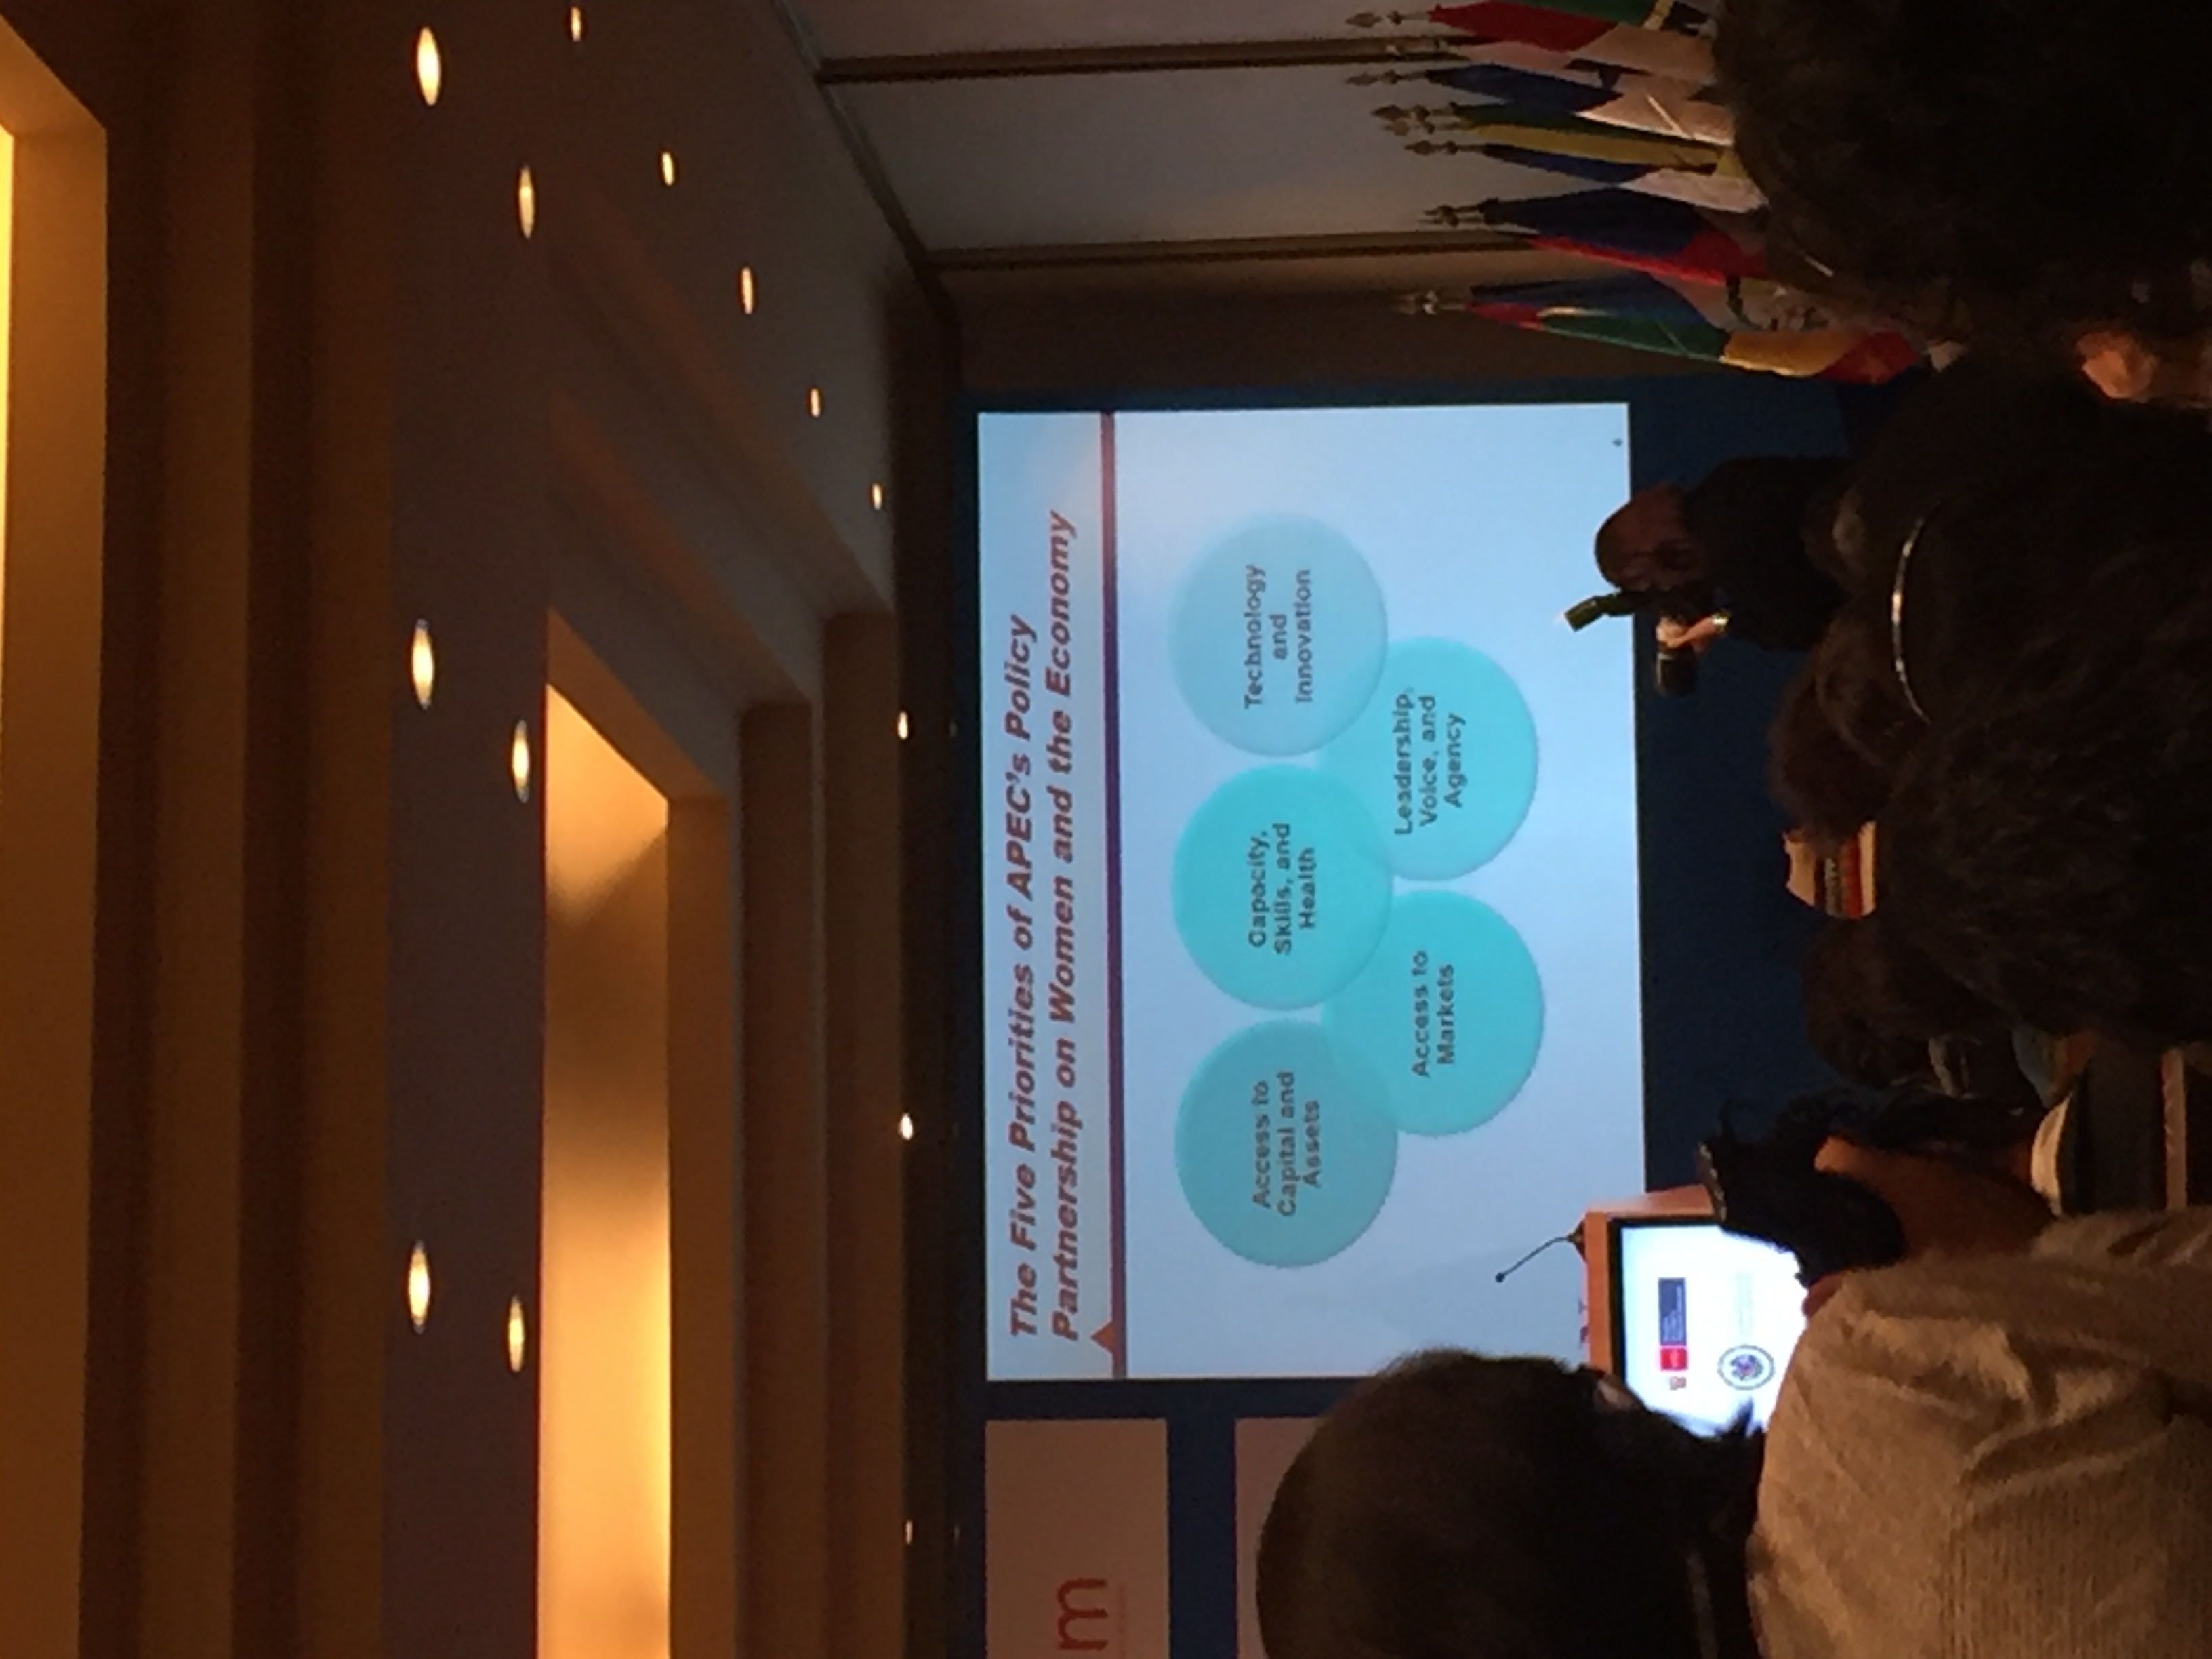 The Five Priorities of APEC's Policy
Partnership on Women and the Economy
Access to
Capital and
Assets
Capacity,
Skills, and
Health
Technology
and
Innovation
Access to
Markets
Leadership,
Voice, and
Agency
m